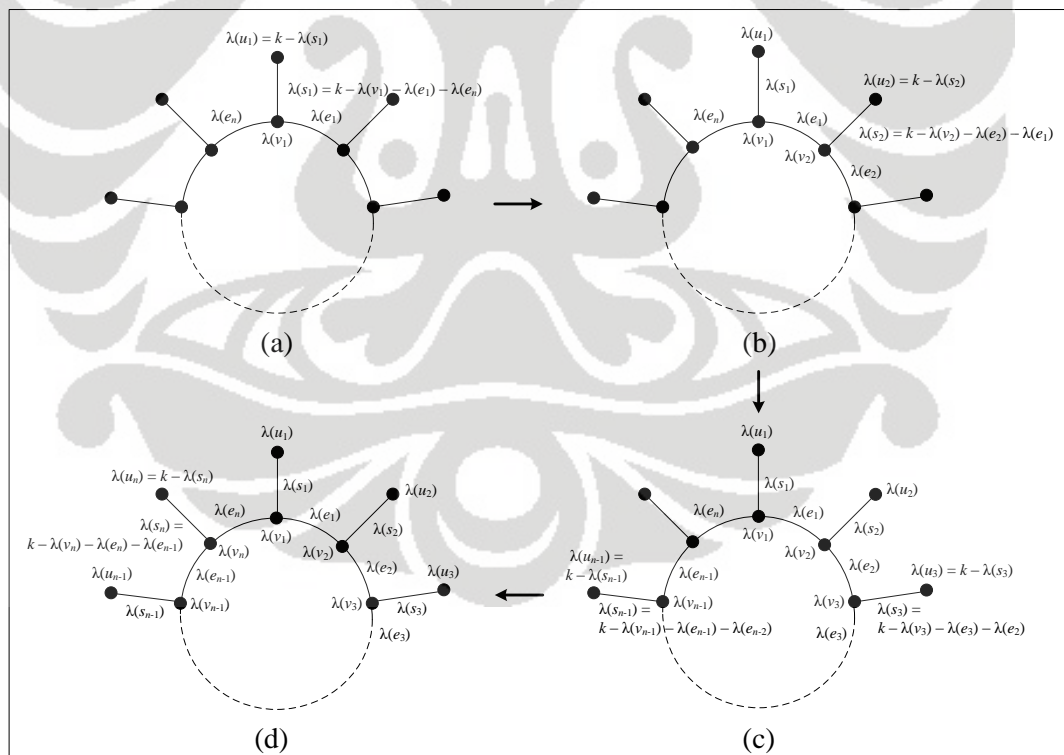 λ(u₁) = k – λ(s₁)
λ(s₁) = k – λ(v₁) – λ(e₁) – λ(eₙ)
λ(eₙ)
λ(e₁)
λ(v₁)
(a)
λ(u₁)
λ(s₁)
λ(u₂) = k – λ(s₂)
λ(eₙ)
λ(e₁)
λ(s₂) = k – λ(v₂) – λ(e₂) – λ(e₁)
λ(v₁)
λ(v₂)
λ(e₂)
(b)
λ(u₁)
λ(u₂)
λ(s₁)
λ(eₙ)
λ(e₁)
λ(s₂)
λ(v₁)
λ(v₂)
λ(uₙ₋₁) =
k – λ(sₙ₋₁)
λ(eₙ₋₁)
λ(e₂)
λ(u₃) = k – λ(s₃)
λ(sₙ₋₁) =
k – λ(vₙ₋₁) – λ(eₙ₋₁) – λ(eₙ₋₂)
λ(vₙ₋₁)
λ(v₃)
λ(s₃) =
k – λ(v₃) – λ(e₃) – λ(e₂)
λ(e₃)
(c)
λ(u₁)
λ(uₙ) = k – λ(sₙ)
λ(u₂)
λ(s₁)
λ(eₙ)
λ(e₁)
λ(s₂)
λ(sₙ) =
k – λ(vₙ) – λ(eₙ) – λ(eₙ₋₁)
λ(vₙ)
λ(v₁)
λ(v₂)
λ(uₙ₋₁)
λ(eₙ₋₁)
λ(e₂)
λ(u₃)
λ(sₙ₋₁)
λ(vₙ₋₁)
λ(v₃)
λ(s₃)
λ(e₃)
(d)